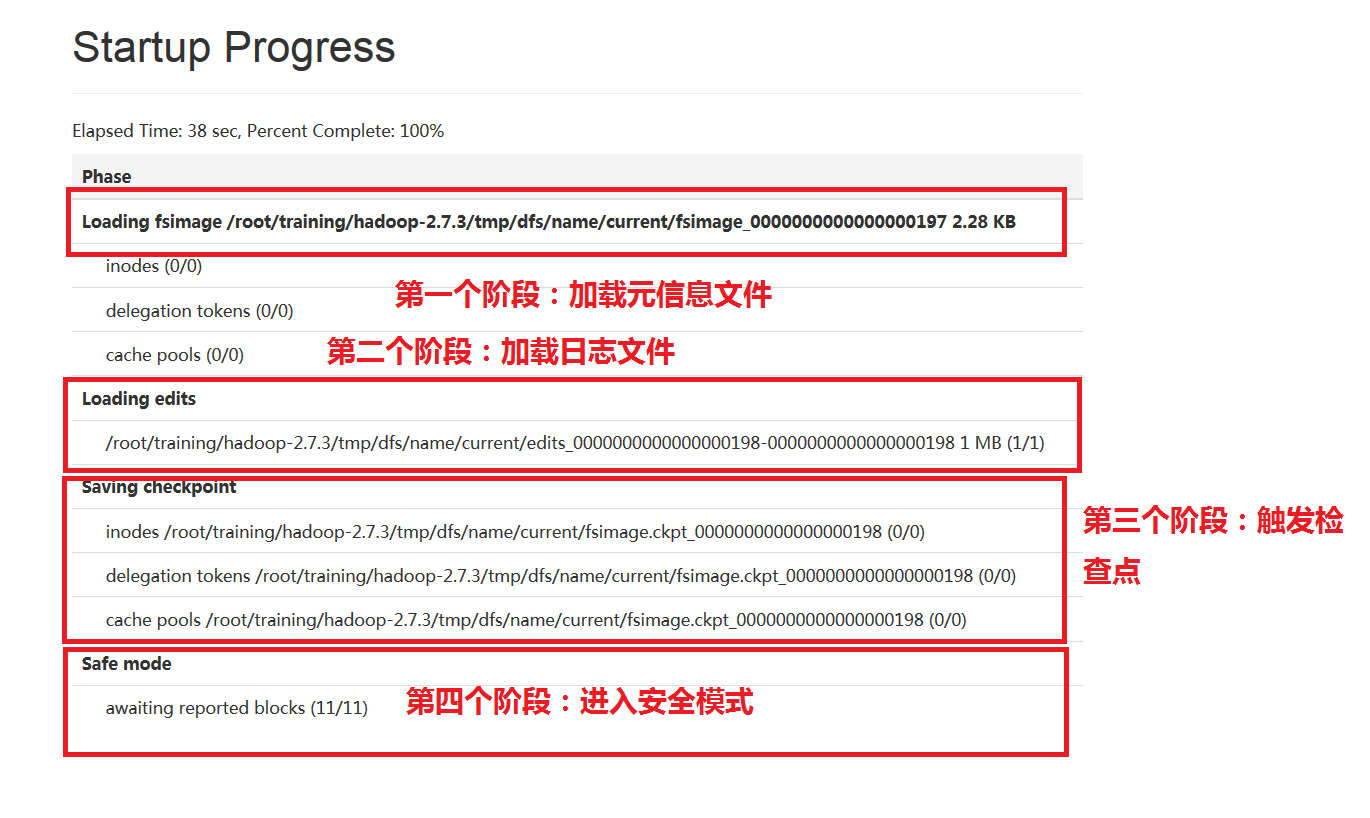 Startup Progress
Elapsed Time: 38 sec, Percent Complete: 100%
Phase
Loading fsimage /root/training/hadoop-2.7.3/tmp/dfs/name/current/fsimage_0000000000000000197 2.28 KB
inodes (0/0)
第一个阶段：加载元信息文件
delegation tokens (0/0)
第二个阶段：加载日志文件
cache pools (0/0)
Loading edits
/root/training/hadoop-2.7.3/tmp/dfs/name/current/edits_0000000000000000198-0000000000000000198 1 MB (1/1)
Saving checkpoint
inodes /root/training/hadoop-2.7.3/tmp/dfs/name/current/fsimage.ckpt_0000000000000000198 (0/0)
delegation tokens /root/training/hadoop-2.7.3/tmp/dfs/name/current/fsimage.ckpt_0000000000000000198 (0/0)
cache pools /root/training/hadoop-2.7.3/tmp/dfs/name/current/fsimage.ckpt_0000000000000000198 (0/0)
第三个阶段：触发检
查点
Safe mode
awaiting reported blocks (11/11)
第四个阶段：进入安全模式